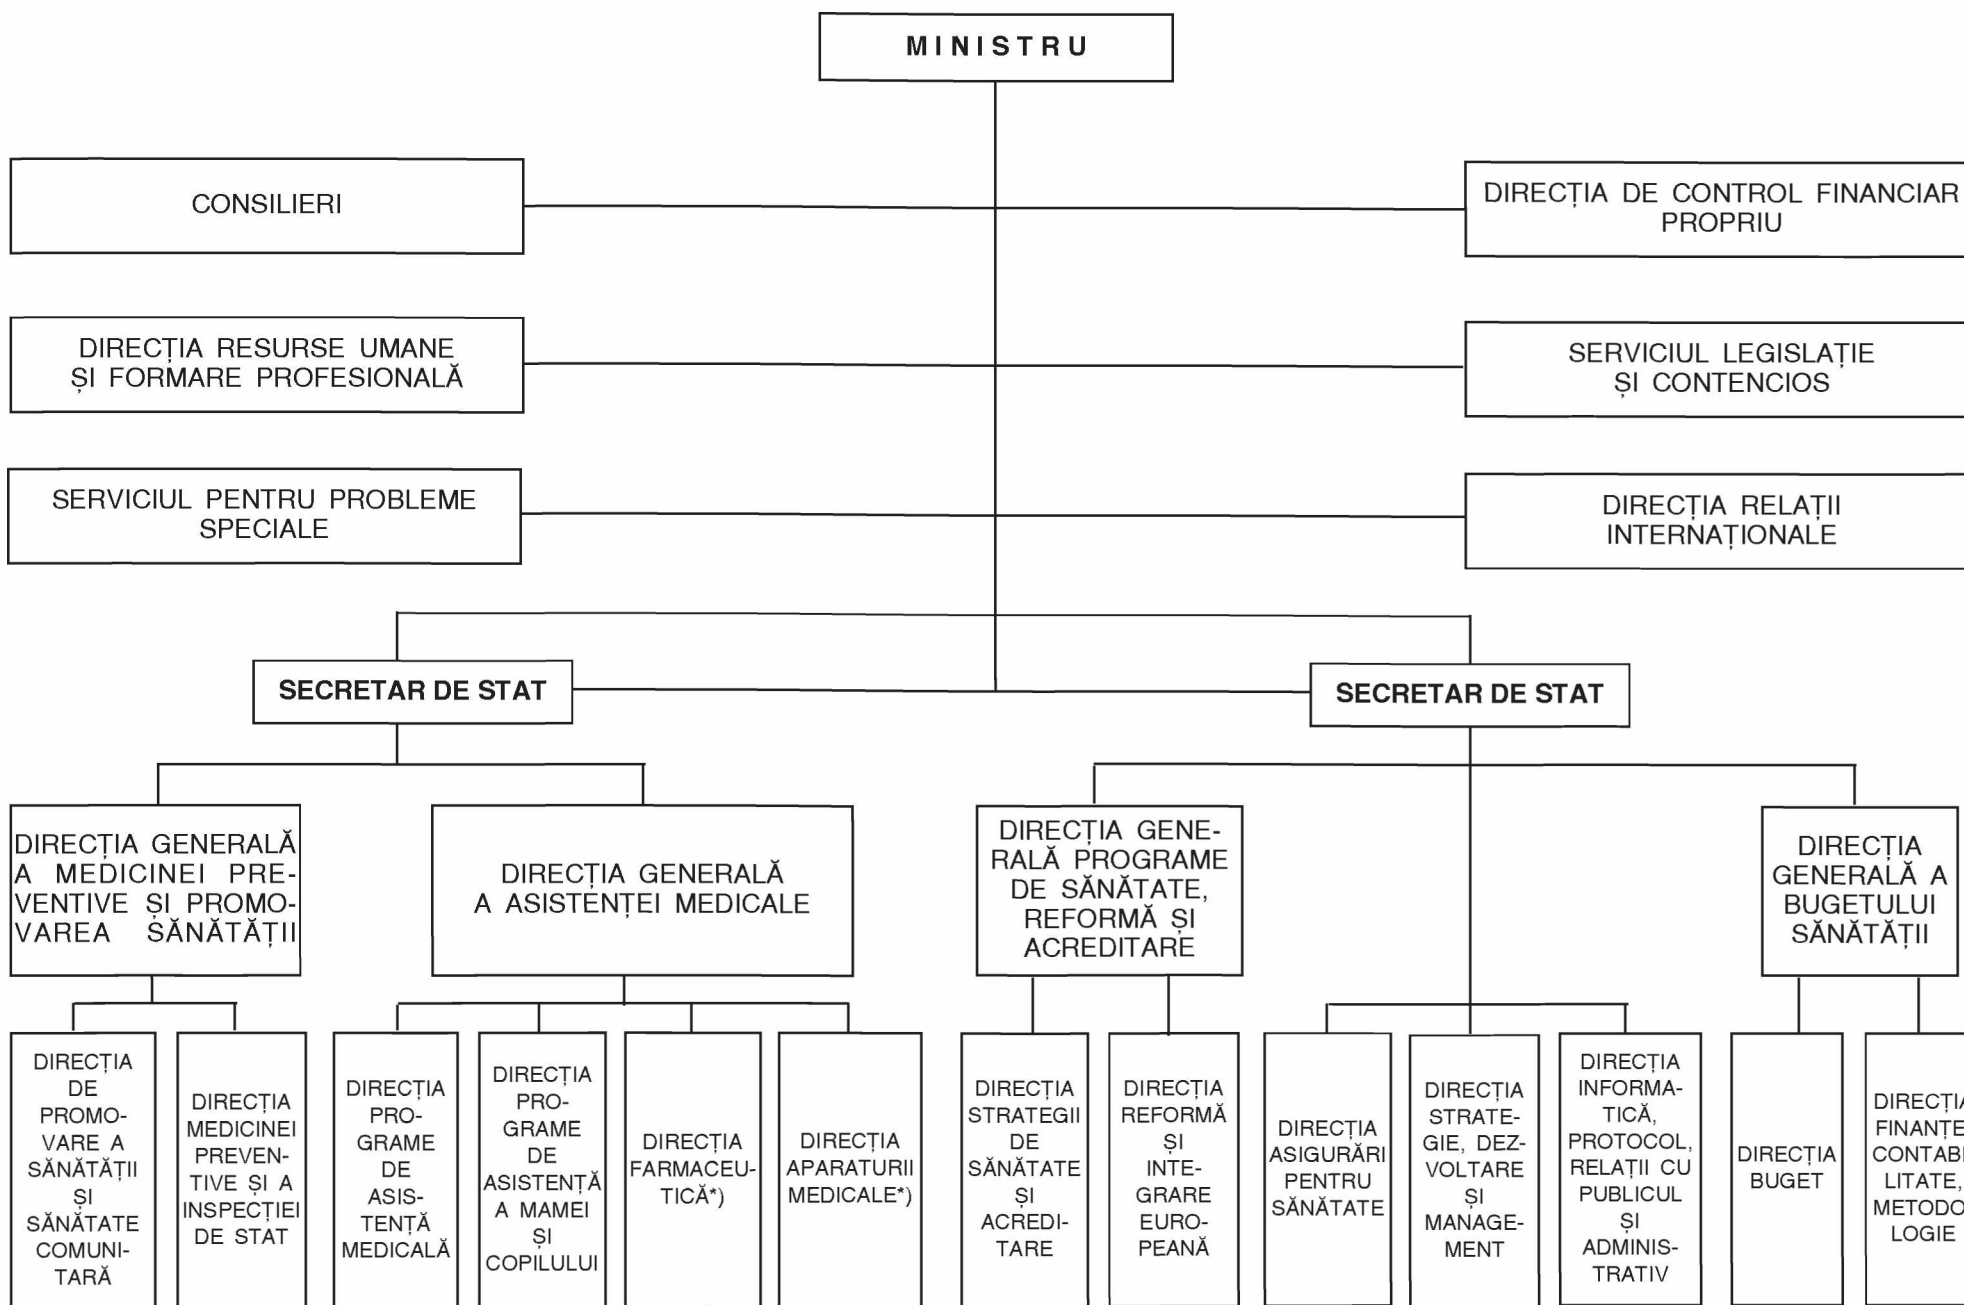 MINISTRU
CONSILIERI
DIRECȚIA DE CONTROL FINANCIAR
PROPRIU
DIRECȚIA RESURSE UMANE
ȘI FORMARE PROFESIONALĂ
SERVICIUL LEGISLAȚIE
ȘI CONTENCIOS
SERVICIUL PENTRU PROBLEME
SPECIALE
DIRECȚIA RELAȚII
INTERNAȚIONALE
SECRETAR DE STAT
SECRETAR DE STAT
DIRECȚIA GENERALĂ
A MEDICINEI PRE-
VENTIVE ȘI PROMO-
VAREA SĂNĂTĂȚII
DIRECȚIA GENERALĂ
A ASISTENȚEI MEDICALE
DIRECȚIA GENE-
RALĂ PROGRAME
DE SĂNĂTATE,
REFORMĂ ȘI
ACREDITARE
DIRECȚIA
GENERALĂ A
BUGETULUI
SĂNĂTĂȚII
DIRECȚIA
DE
PROMO-
VARE A
SĂNĂTĂȚII
ȘI
SĂNĂTATE
COMUNI-
TARĂ
DIRECȚIA
MEDICINEI
PREVEN-
TIVE ȘI A
INSPECȚIEI
DE STAT
DIRECȚIA
PRO-
GRAME
DE
ASIS-
TENȚĂ
MEDICALĂ
DIRECȚIA
PRO-
GRAME
DE
ASISTENȚĂ
A MAMEI
ȘI
COPILULUI
DIRECȚIA
FARMACEU-
TICĂ*)
DIRECȚIA
APARATURII
MEDICALE*)
DIRECȚIA
STRATEGII
DE
SĂNĂTATE
ȘI
ACREDI-
TARE
DIRECȚIA
REFORMĂ
ȘI
INTE-
GRARE
EURO-
PEANĂ
DIRECȚIA
ASIGURĂRI
PENTRU
SĂNĂTATE
DIRECȚIA
STRATE-
GIE, DEZ-
VOLTARE
ȘI
MANAGE-
MENT
DIRECȚIA
INFORMA-
TICĂ,
PROTOCOL,
RELAȚII CU
PUBLICUL
ȘI
ADMINIS-
TRATIV
DIRECȚIA
BUGET
DIRECȚIA
FINANȚE
CONTABI
LITATE,
METODO
LOGIE